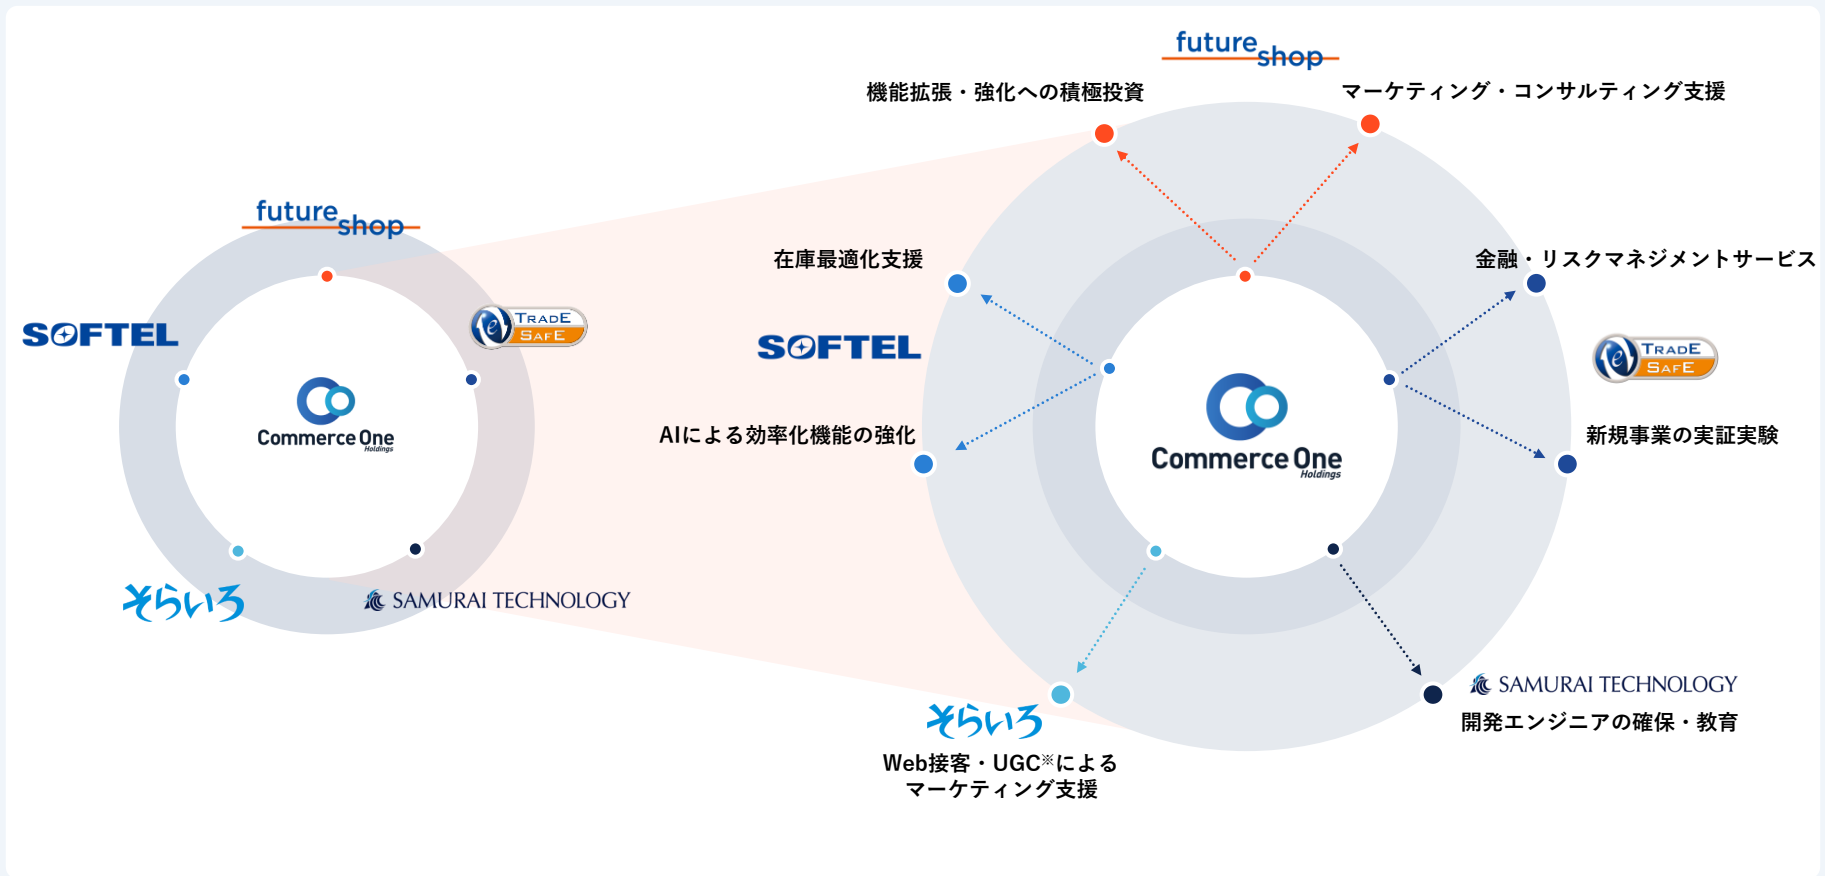 future
shop
SOFTEL
TRADE
SAFE
Commerce One
Holdings
そらいろ
SAMURAI TECHNOLOGY
future
shop
機能拡張・強化への積極投資
マーケティング・コンサルティング支援
在庫最適化支援
金融・リスクマネジメントサービス
SOFTEL
TRADE
SAFE
Commerce One
Holdings
AIによる効率化機能の強化
新規事業の実証実験
そらいろ
Web接客・UGC※による
マーケティング支援
SAMURAI TECHNOLOGY
開発エンジニアの確保・教育